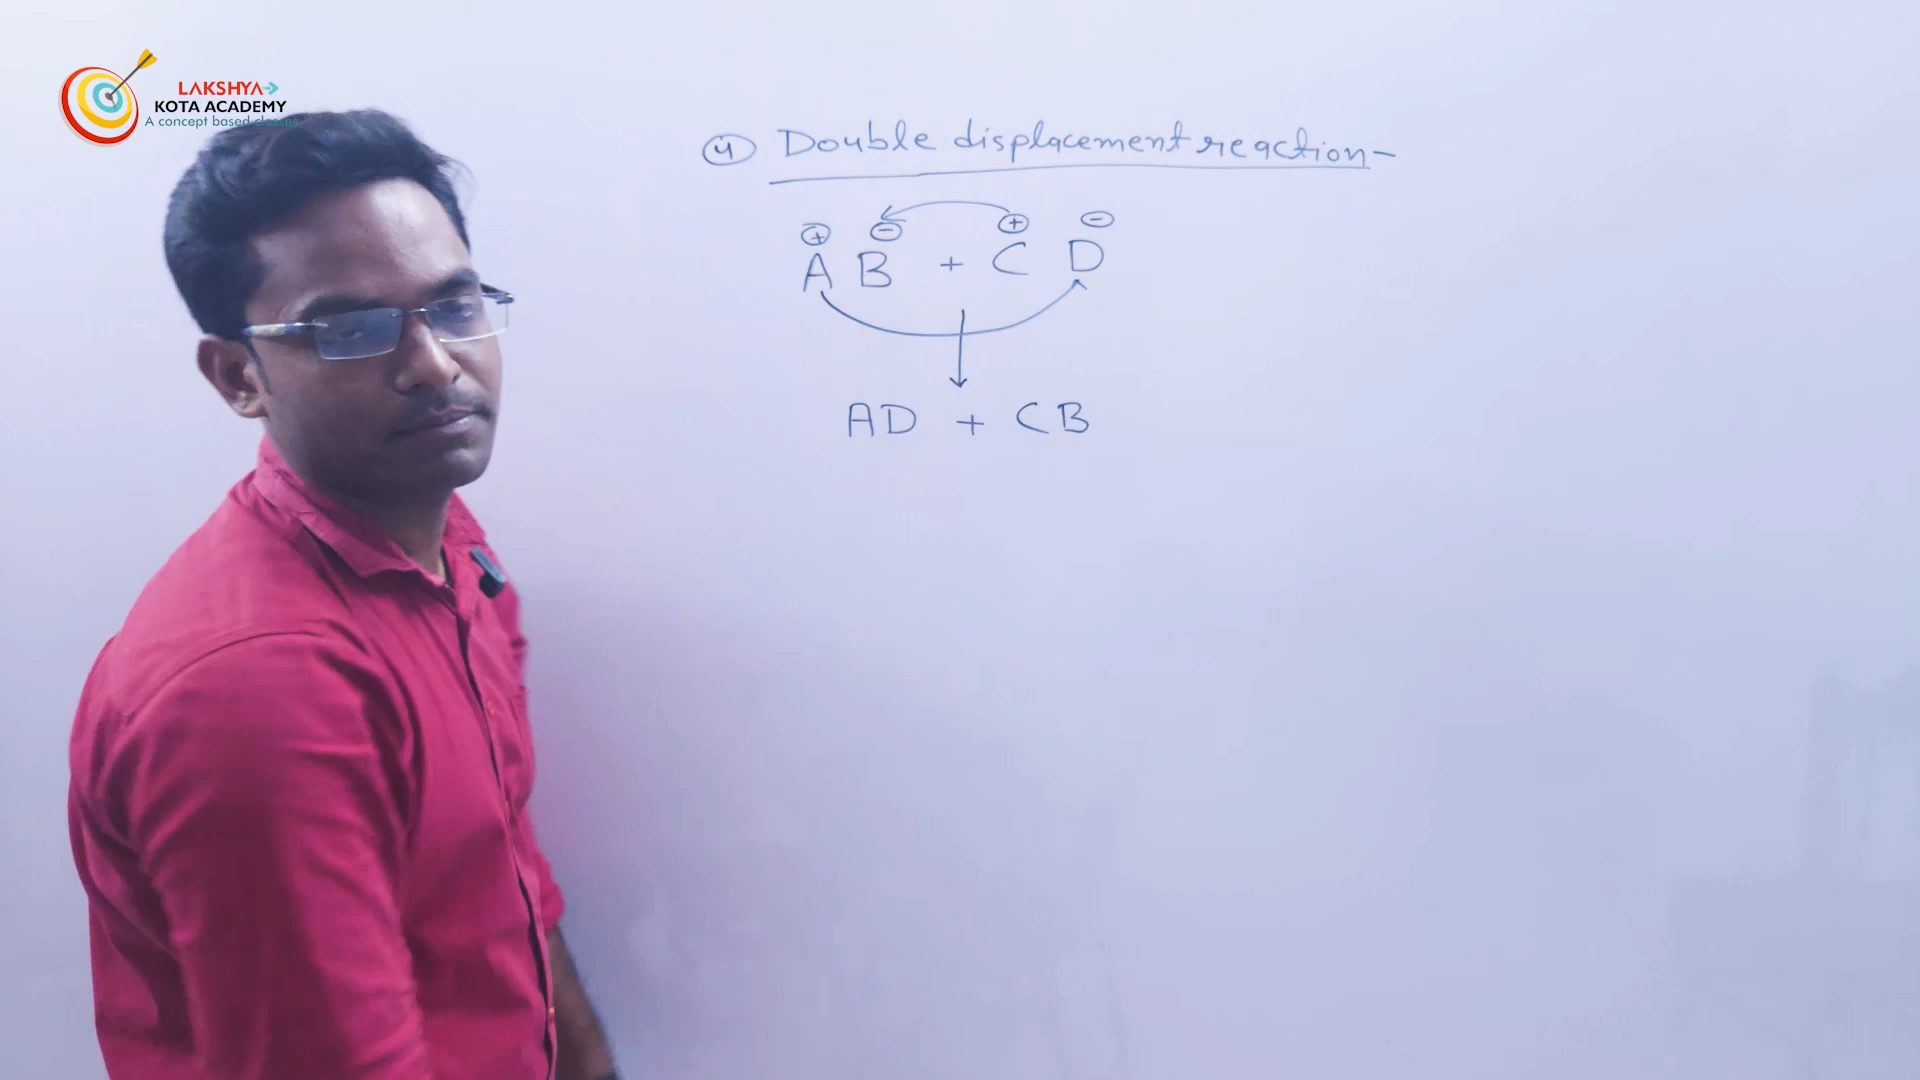 LAKSHYA
KOTA ACADEMY
A concept based classes
4 Double displacement reaction-
+ - + -
A B + C D
AD + CB